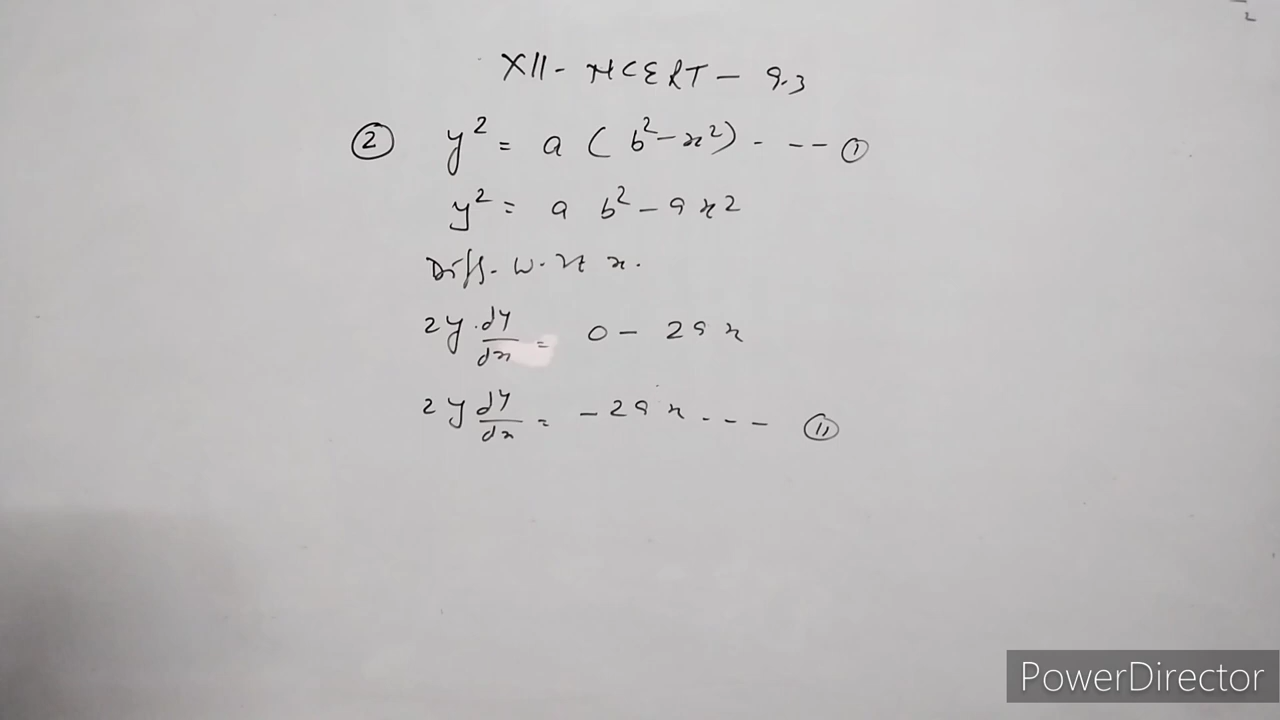 XII - NCERT - 9.3
② y² = a ( b² - x² ) - -- ①
y² = a b² - a x2
Diff. w.r.t x.
2y . dy/dx = 0 - 2a x
2y dy/dx = - 2a x - - - - ⑪
PowerDirector